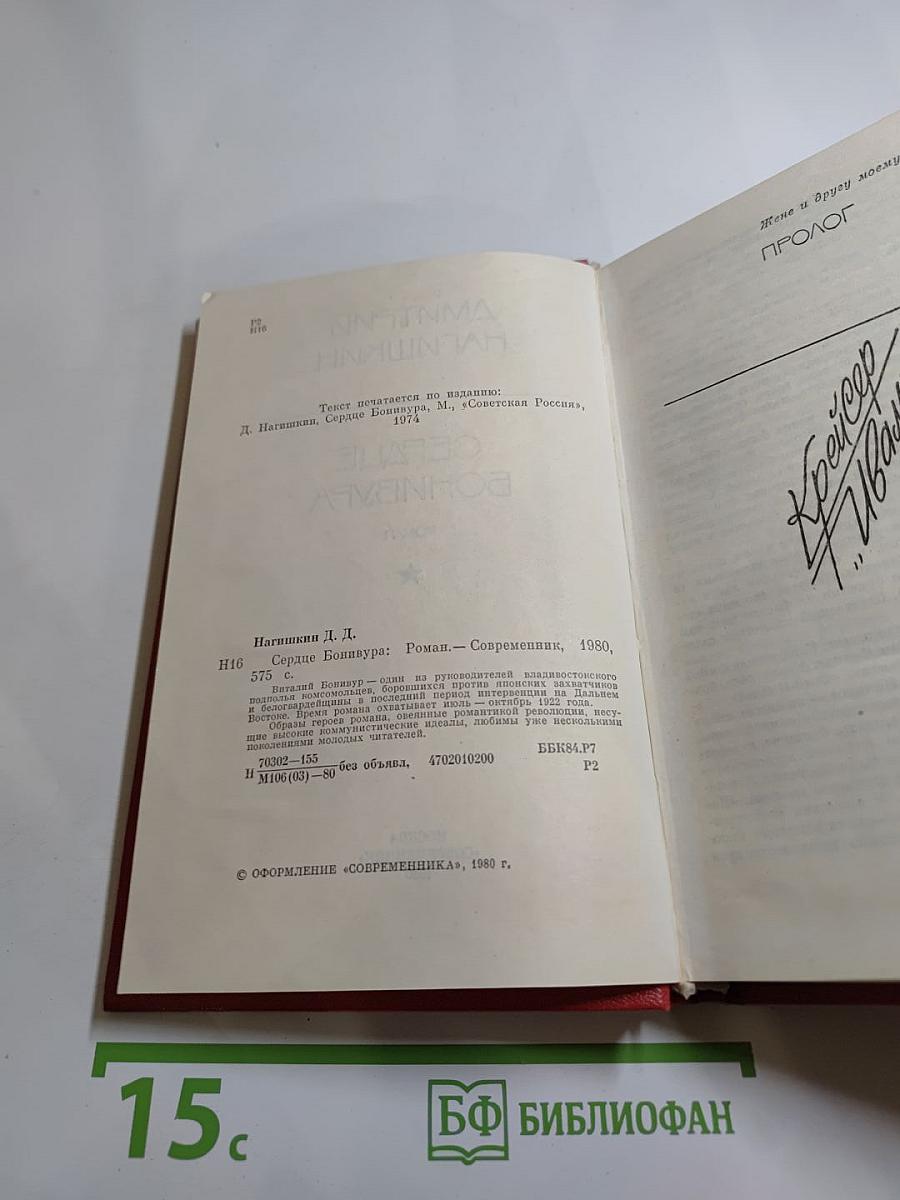 Р2
Н16
Текст печатается по изданию:
Д. Нагишкин, Сердце Бонивура, М., «Советская Россия»,
1974
Нагишкин Д. Д.
Н16 Сердце Бонивура: Роман.— Современник, 1980,
575 с.
Виталий Бонивур — один из руководителей владивостокского
подполья комсомольцев, боровшихся против японских захватчиков
и белогвардейщины в последний период интервенции на Дальнем
Востоке. Время романа охватывает июль — октябрь 1922 года.
Образы героев романа, овеянные романтикой революции, несу-
щие высокие коммунистические идеалы, любимы уже несколькими
поколениями молодых читателей.
Н 70302—155
М106(03)—80 без объявл, 4702010200
ББК84.Р7
Р2
© ОФОРМЛЕНИЕ «СОВРЕМЕННИКА», 1980 г.
Жене и другу моему
ПРОЛОГ
Крейсер
15 с
БФ БИБЛИОФАН